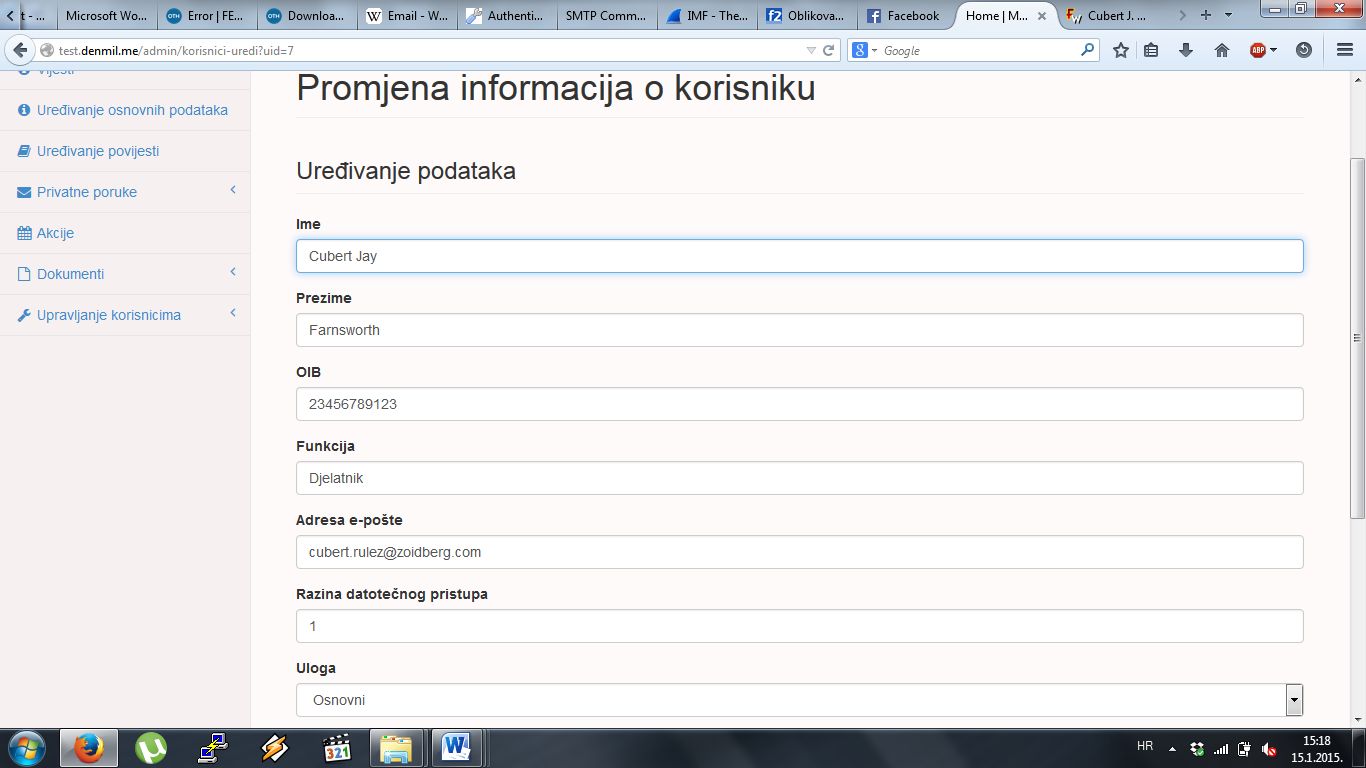 t - ...
Microsoft Wo...
Error | FE...
Downloa...
Email - W...
Authenti...
SMTP Comm...
IMF - The...
Oblikova...
Facebook
Home | M...
Cubert J. ...
test.denmil.me/admin/korisnici-uredi?uid=7
Google
Vijesti
Uređivanje osnovnih podataka
Uređivanje povijesti
Privatne poruke
Akcije
Dokumenti
Upravljanje korisnicima
Promjena informacija o korisniku
Uređivanje podataka
Ime
Cubert Jay
Prezime
Farnsworth
OIB
23456789123
Funkcija
Djelatnik
Adresa e-pošte
cubert.rulez@zoidberg.com
Razina datotečnog pristupa
1
Uloga
Osnovni
HR
15:18
15.1.2015.